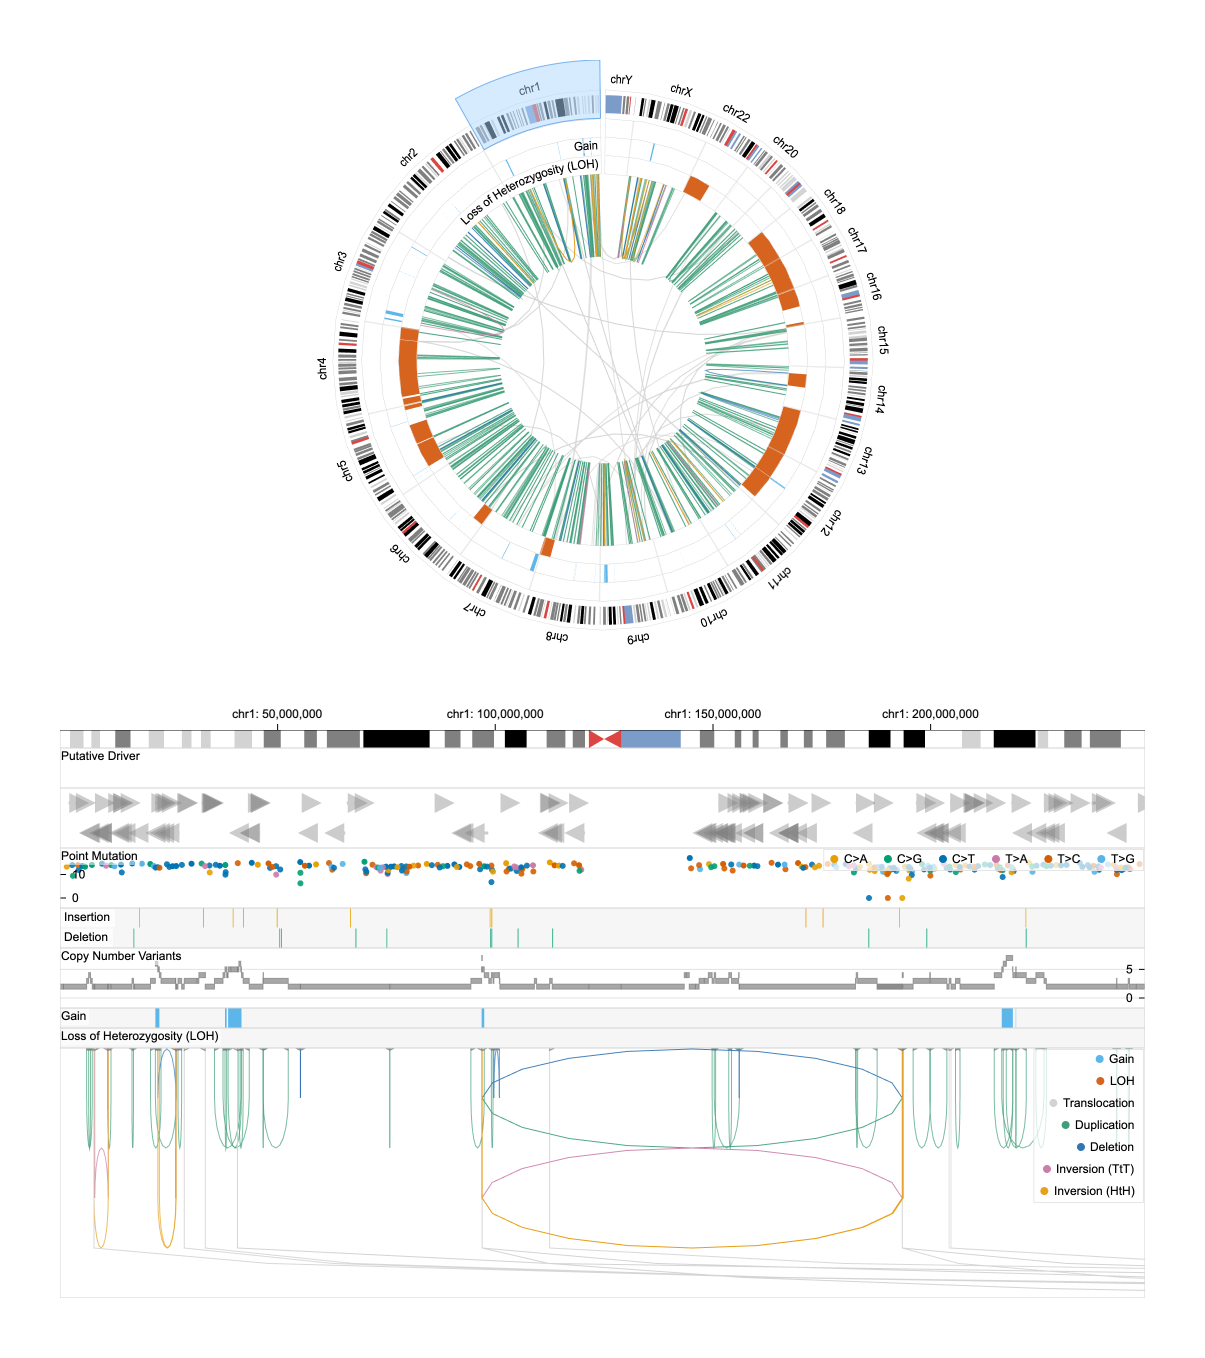 chrY
chr1
chrX
chr22
chr20
chr18
chr17
chr16
chr15
chr14
chr13
chr12
chr11
chr10
chr9
chr8
chr7
chr6
chr5
chr4
chr3
chr2
Gain
Loss of Heterozygosity (LOH)
chr1: 50,000,000
chr1: 100,000,000
chr1: 150,000,000
chr1: 200,000,000
Putative Driver
Point Mutation
C>A
C>G
C>T
T>A
T>C
T>G
10
0
Insertion
Deletion
Copy Number Variants
5
0
Gain
Loss of Heterozygosity (LOH)
Gain
LOH
Translocation
Duplication
Deletion
Inversion (TtT)
Inversion (HtH)